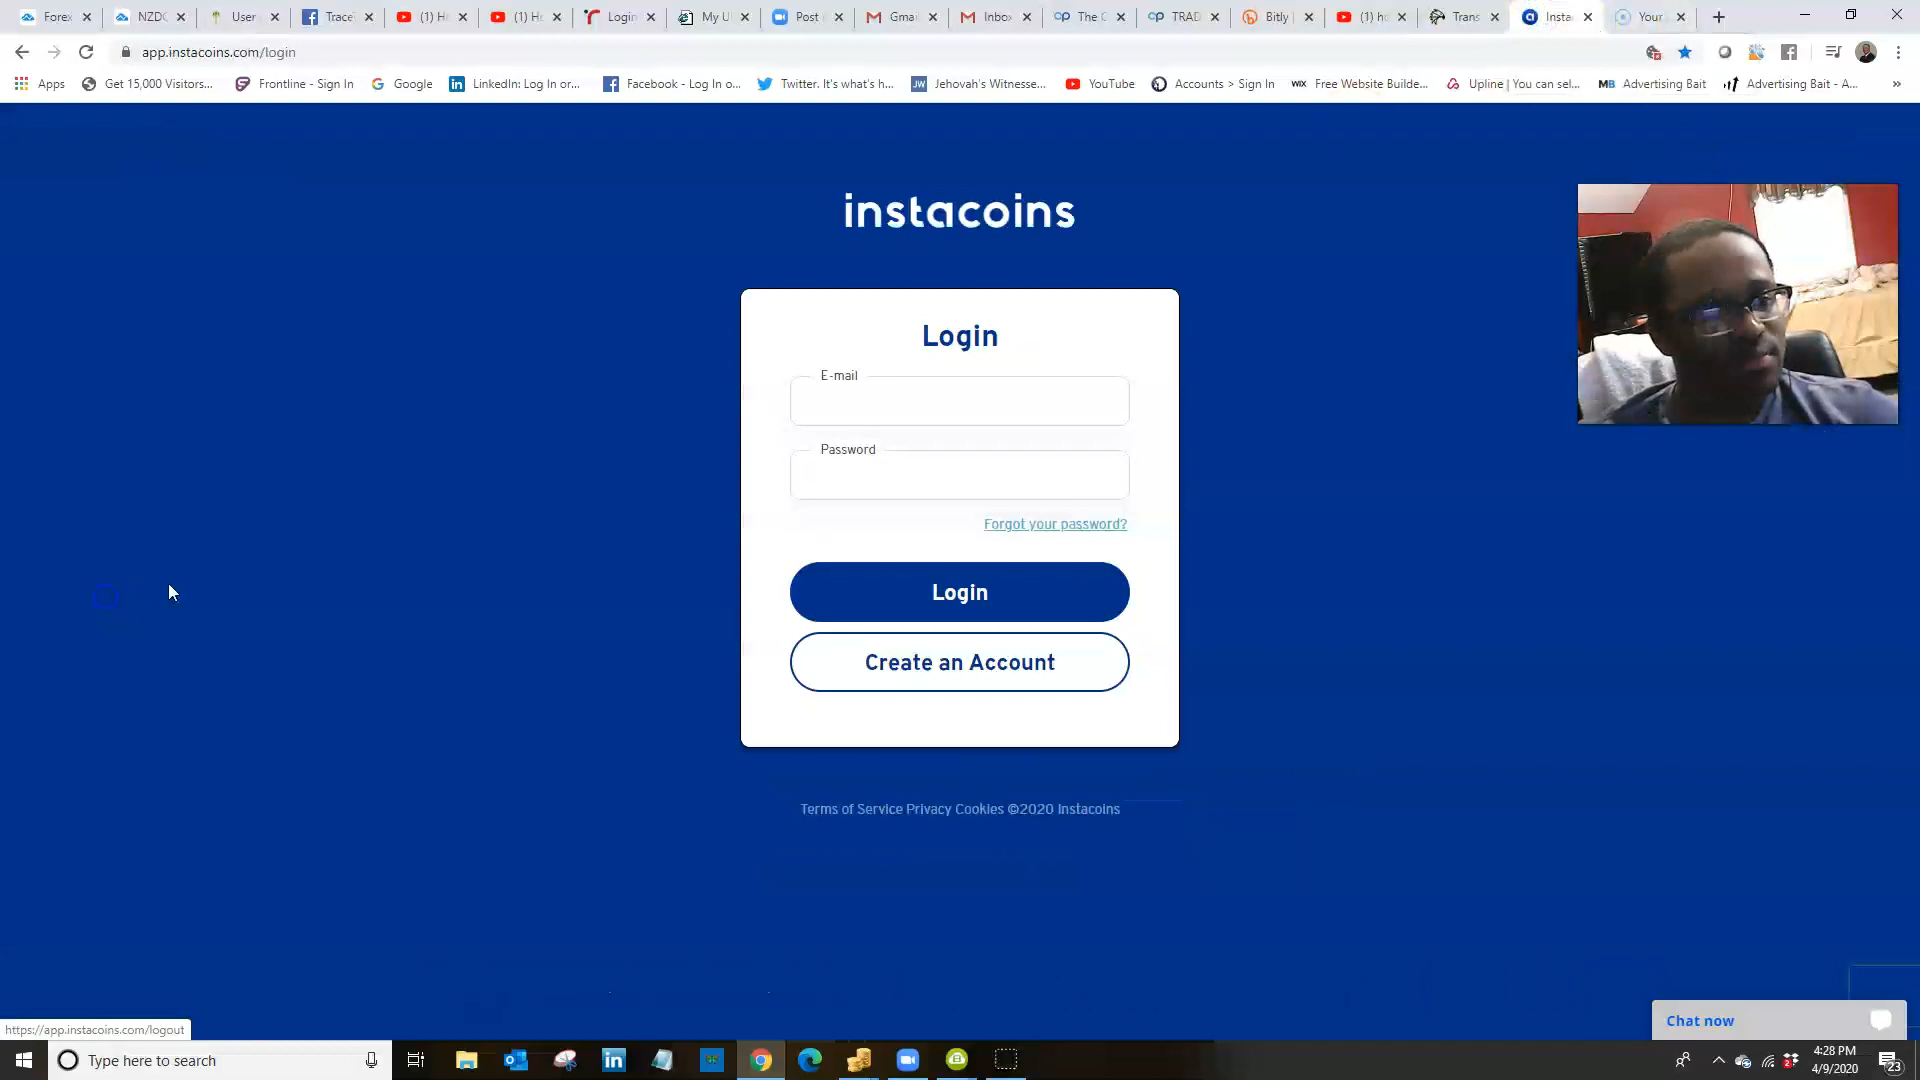 Forex
NZDC
User
Trace
(1) H
(1) H
Login
My U
Post
Gmai
Inbox
The C
TRAD
Bitly
(1) h
Trans
Insta
Your
app.instacoins.com/login
Apps
Get 15,000 Visitors...
Frontline - Sign In
Google
LinkedIn: Log In or...
Facebook - Log In o...
Twitter. It's what's h...
JW
Jehovah's Witnesse...
YouTube
Accounts > Sign In
WIX
Free Website Builde...
Upline | You can sel...
MB
Advertising Bait
Advertising Bait - A...
instacoins
Login
E-mail
Password
Forgot your password?
Login
Create an Account
Terms of Service Privacy Cookies ©2020 Instacoins
Chat now
https://app.instacoins.com/logout
Type here to search
4:28 PM
4/9/2020
23